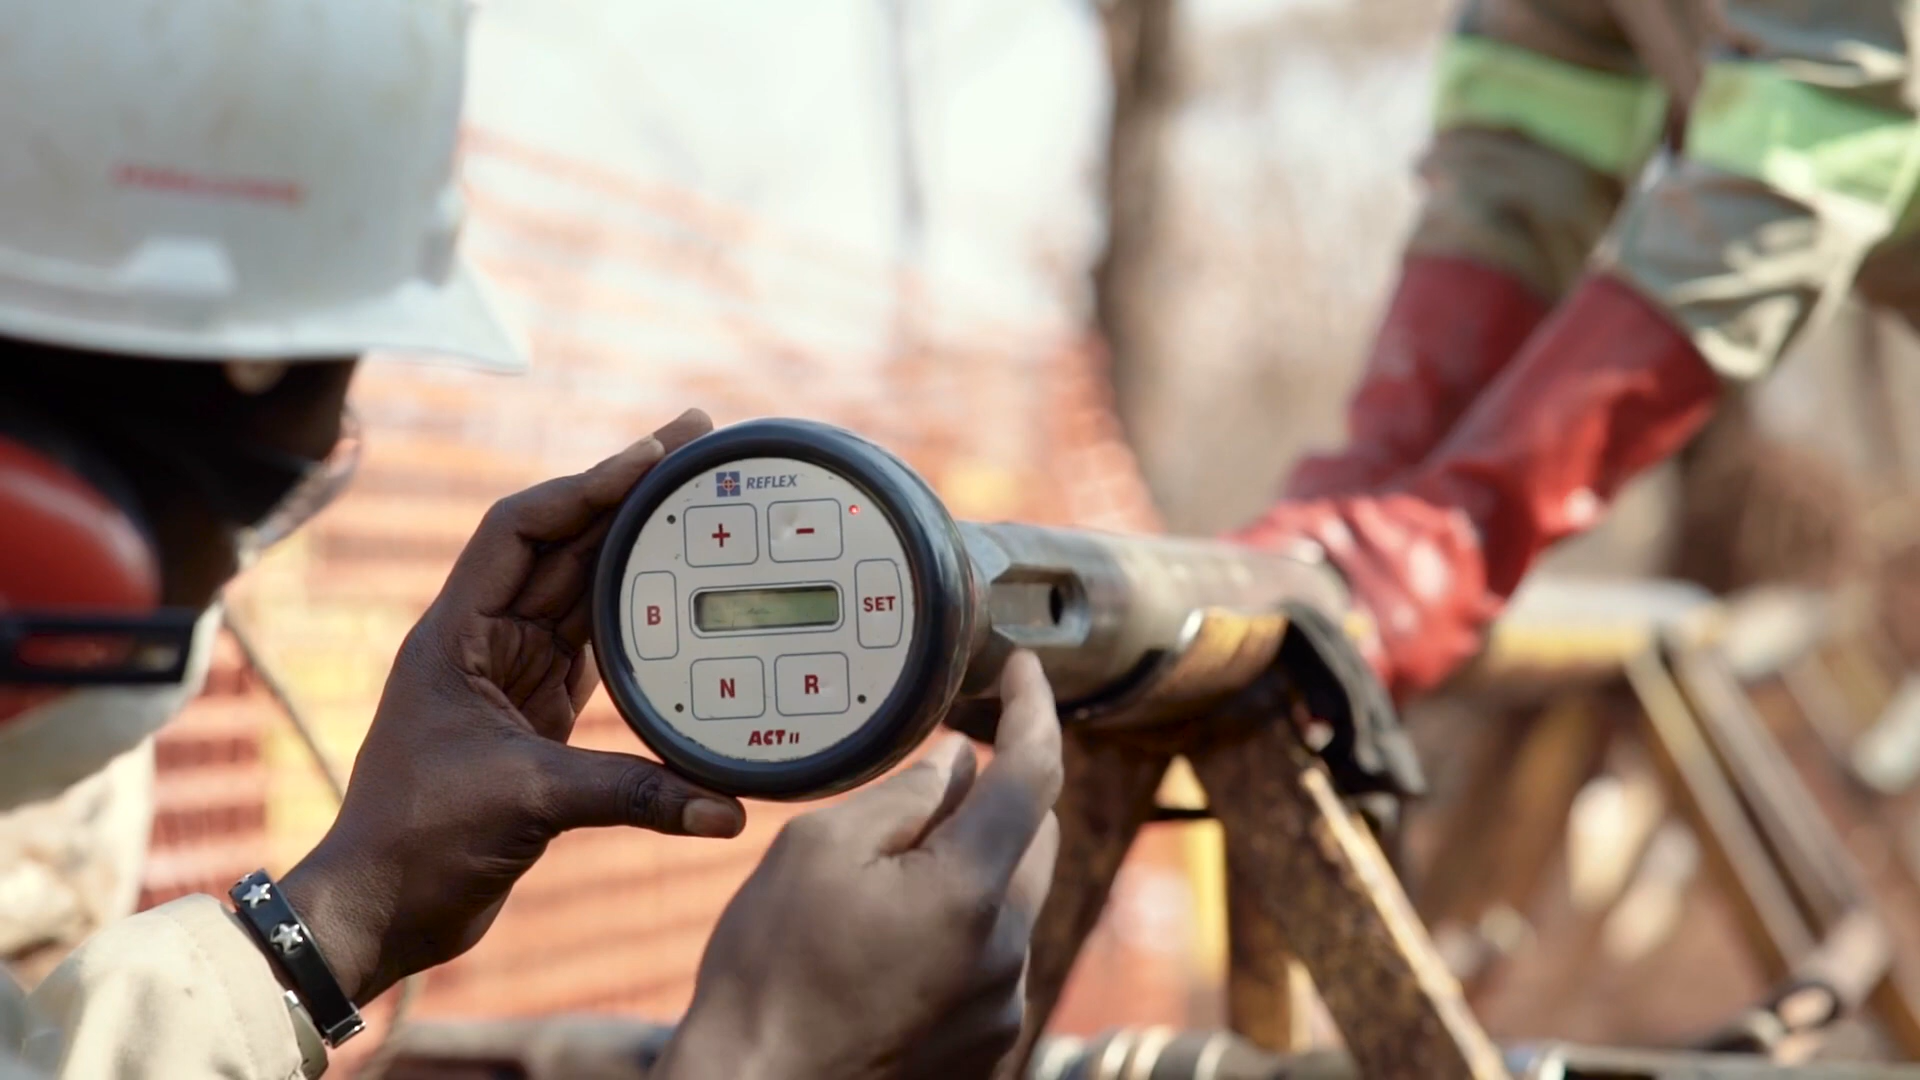 REFLEX
+ -
B SET
N R
ACT II